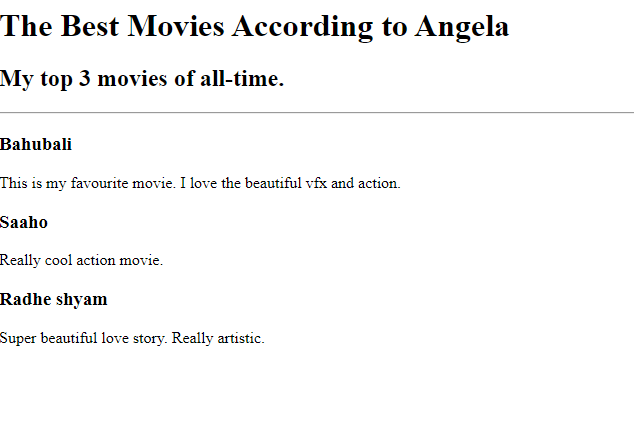 The Best Movies According to Angela
My top 3 movies of all-time.
Bahubali
This is my favourite movie. I love the beautiful vfx and action.
Saaho
Really cool action movie.
Radhe shyam
Super beautiful love story. Really artistic.